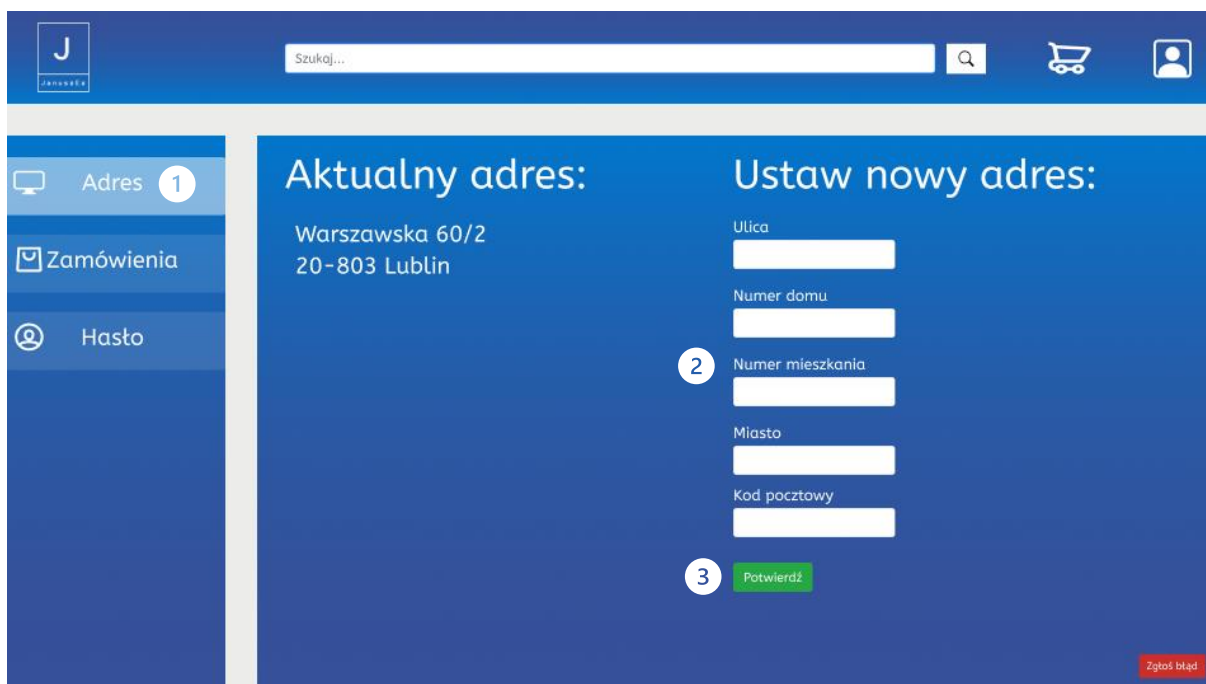 J
Januszex
Szukaj...
Adres 1
Zamówienia
Hasło
Aktualny adres:
Warszawska 60/2
20-803 Lublin
Ustaw nowy adres:
Ulica
Numer domu
2 Numer mieszkania
Miasto
Kod pocztowy
3 Potwierdź
Zgłoś błąd